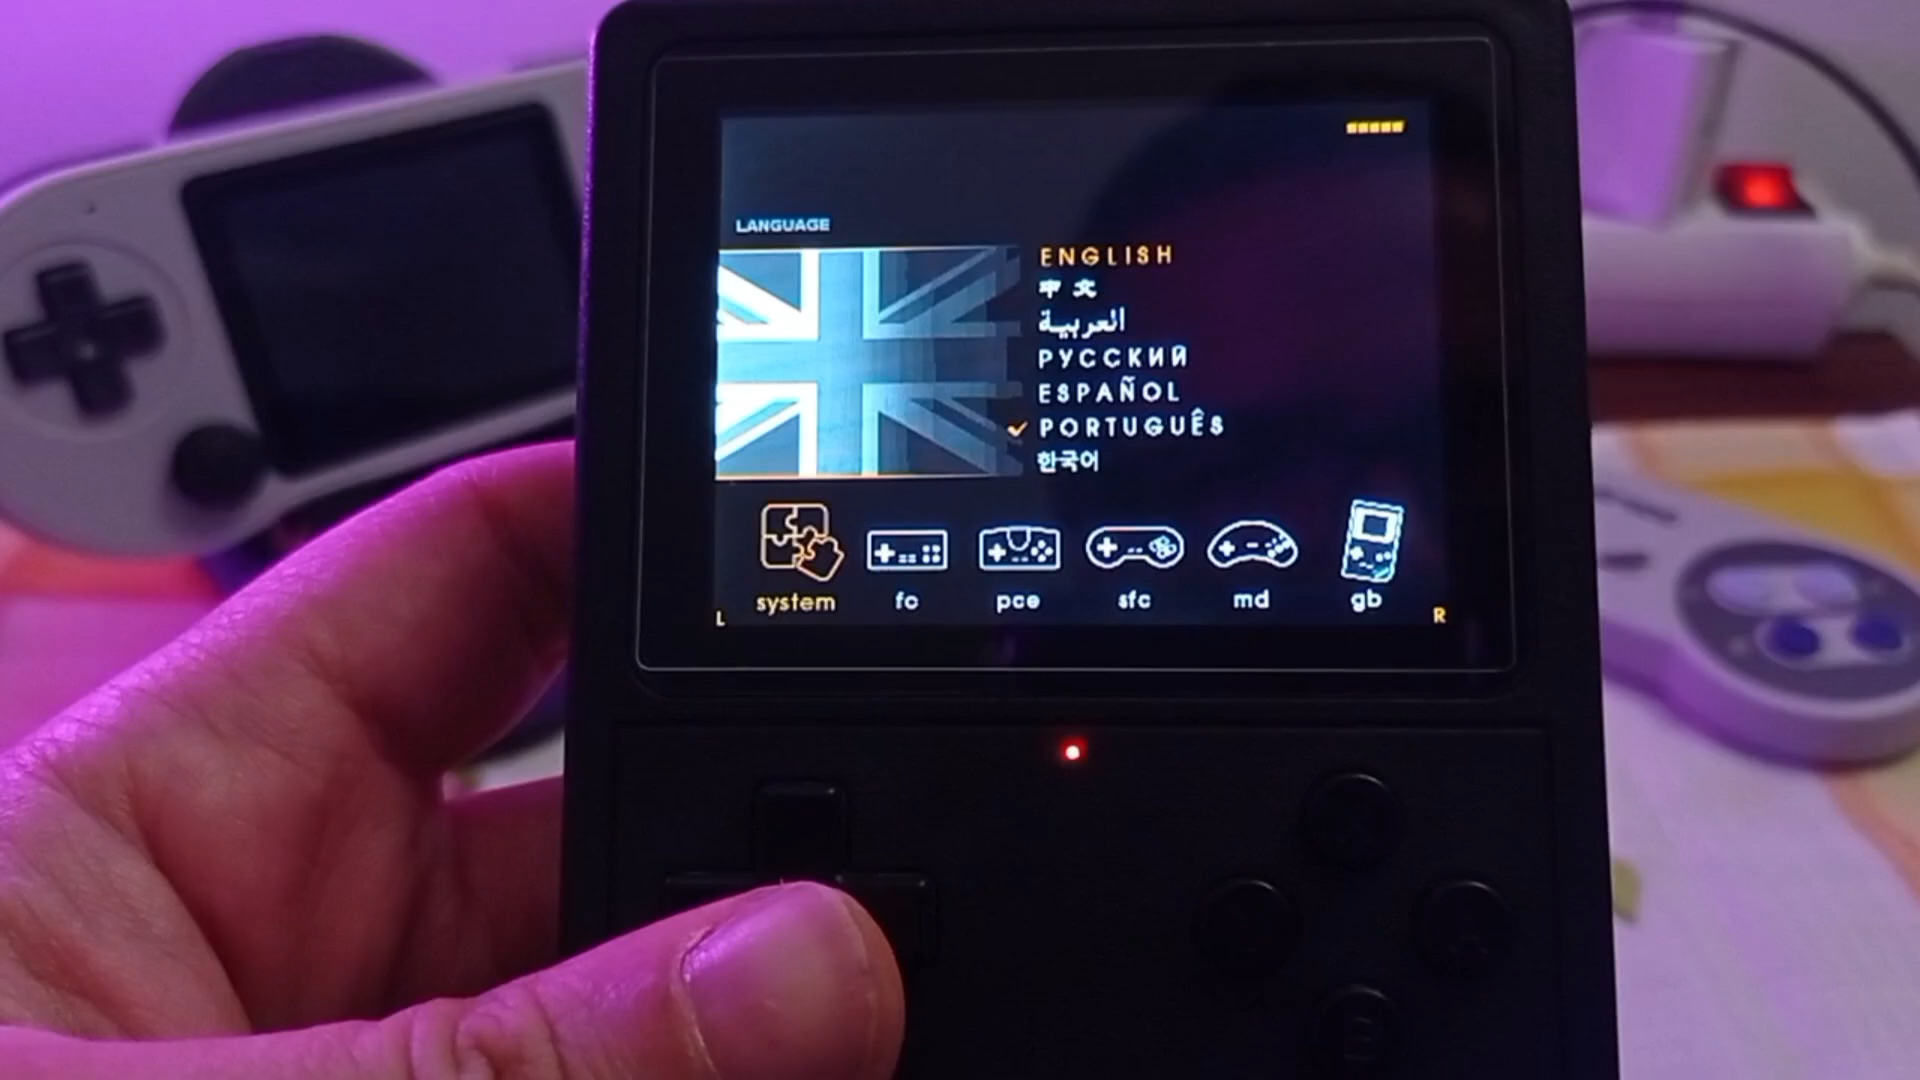 LANGUAGE
ENGLISH
中文
العربية
РУССКИЙ
ESPAÑOL
PORTUGUÊS
한국어
system
fc
pce
sfc
md
gb
L
R